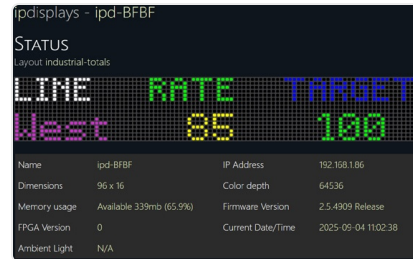 ipdisplays - ipd-BFBF
STATUS
Layout industrial-totals
LINE RATE TARGET
West 85 100
Name ipd-BFBF IP Address 192.168.1.86
Dimensions 96 x 16 Color depth 64536
Memory usage Available 339mb (65.9%) Firmware Version 2.5.4909 Release
FPGA Version 0 Current Date/Time 2025-09-04 11:02:38
Ambient Light N/A